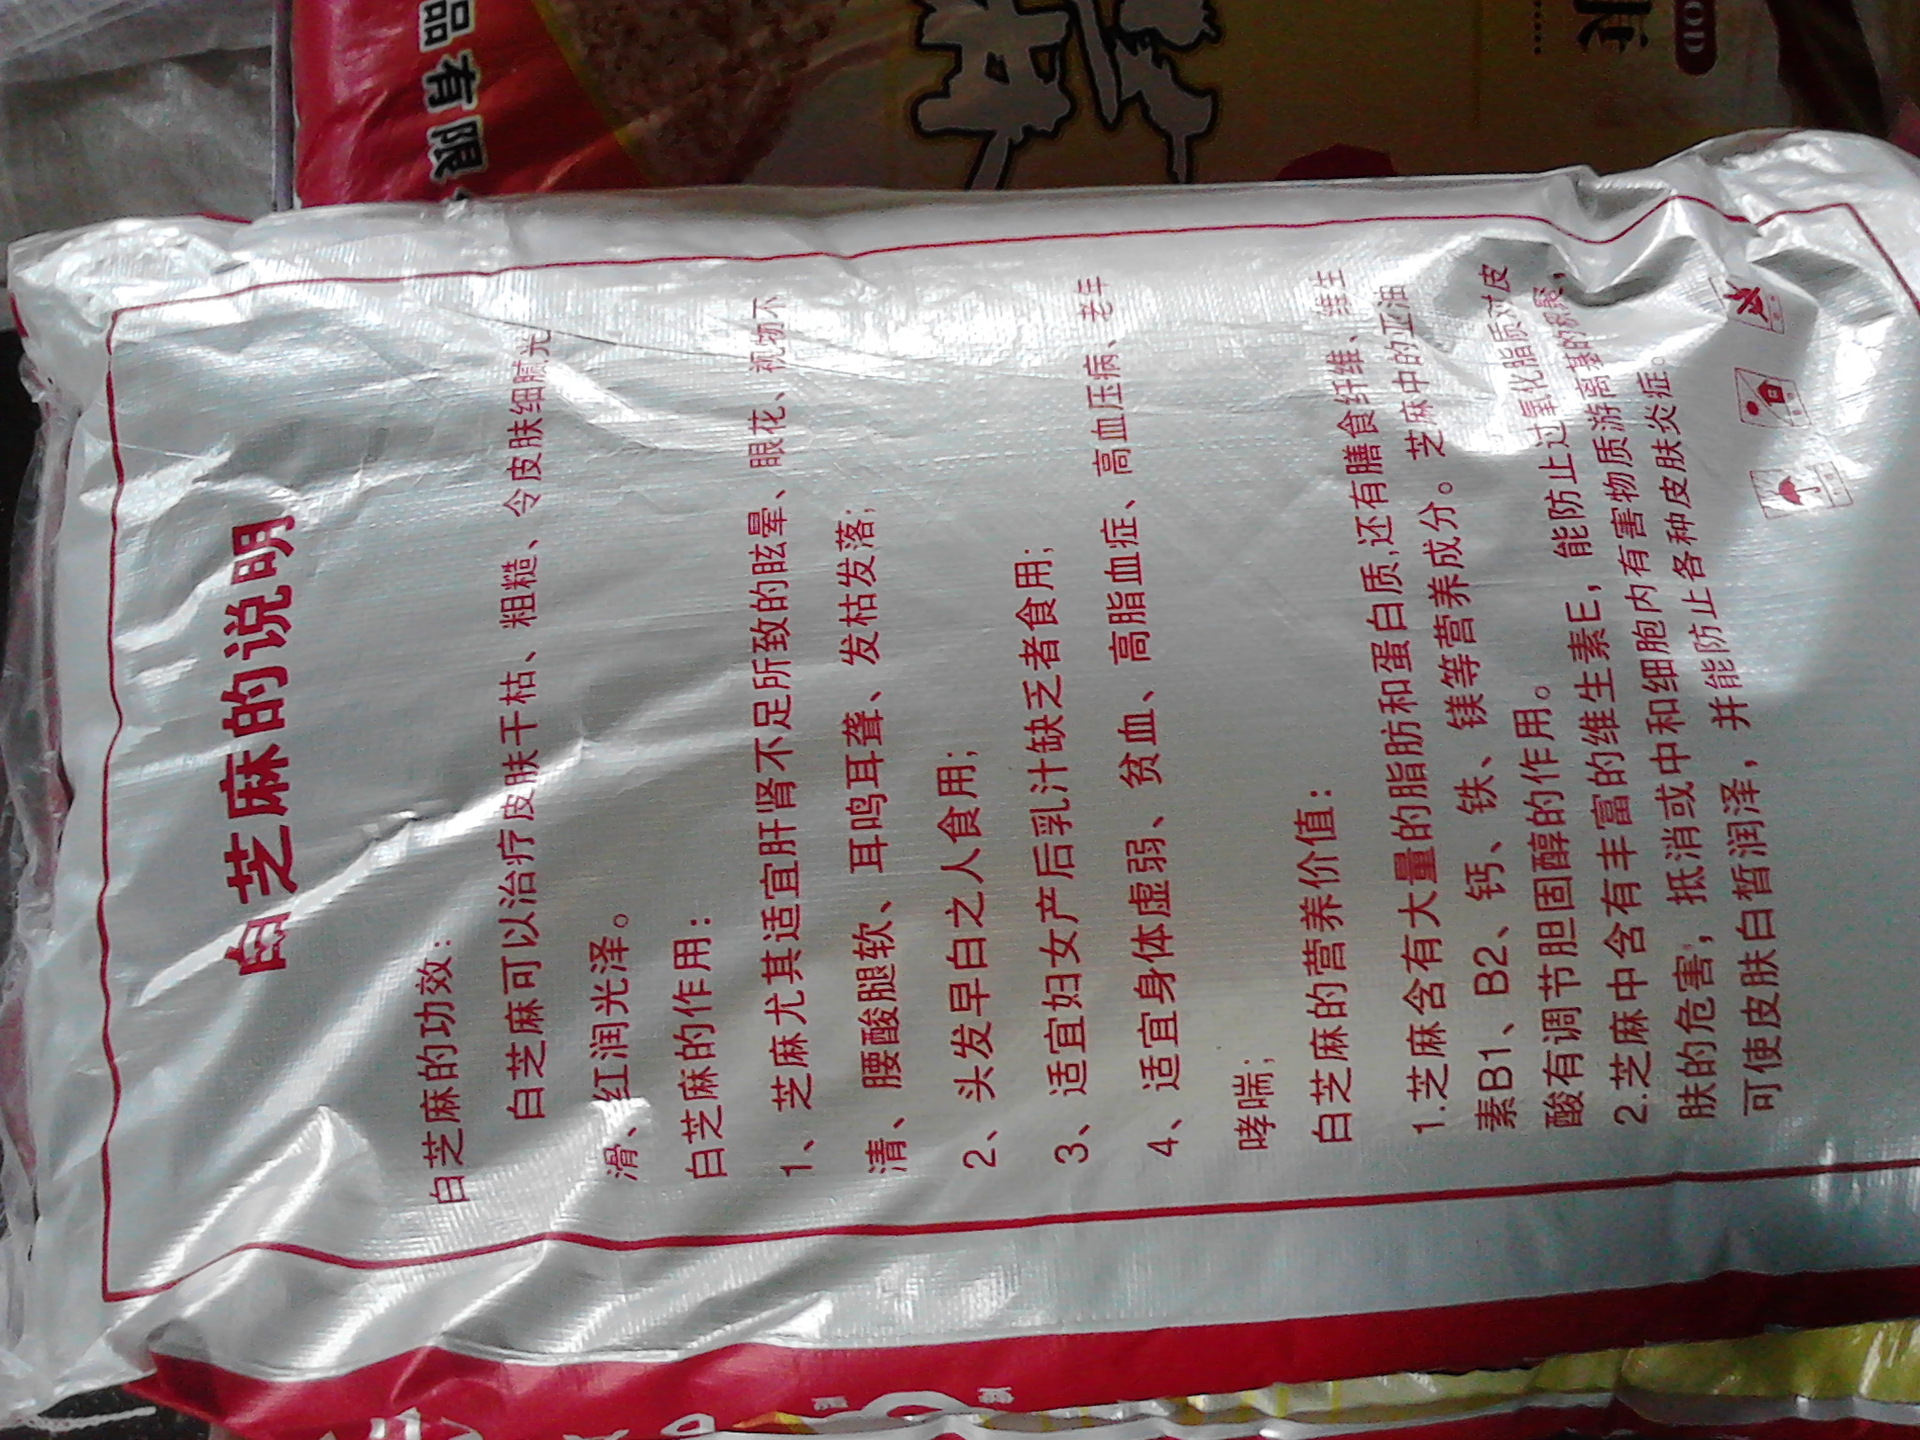 白芝麻的说明
白芝麻的功效:
白芝麻可以治疗皮肤干枯、粗糙、令皮肤细腻光
滑、红润光泽。
白芝麻的作用:
1、芝麻尤其适宜肝肾不足所致的眩晕、眼花、视物不
清、腰酸腿软、耳鸣耳聋、发枯发落;
2、头发早白之人食用;
3、适宜妇女产后乳汁缺乏者食用;
4、适宜身体虚弱、贫血、高脂血症、高血压病、老年
哮喘;
白芝麻的营养价值:
1.芝麻含有大量的脂肪和蛋白质,还有膳食纤维、维生
素B1、B2、钙、铁、镁等营养成分。芝麻中的亚油
酸有调节胆固醇的作用。
2.芝麻中含有丰富的维生素E,能防止过氧化脂质对皮
肤的危害,抵消或中和细胞内有害物质游离基的积聚,
可使皮肤白皙润泽,并能防止各种皮肤炎症。
品有限
OD